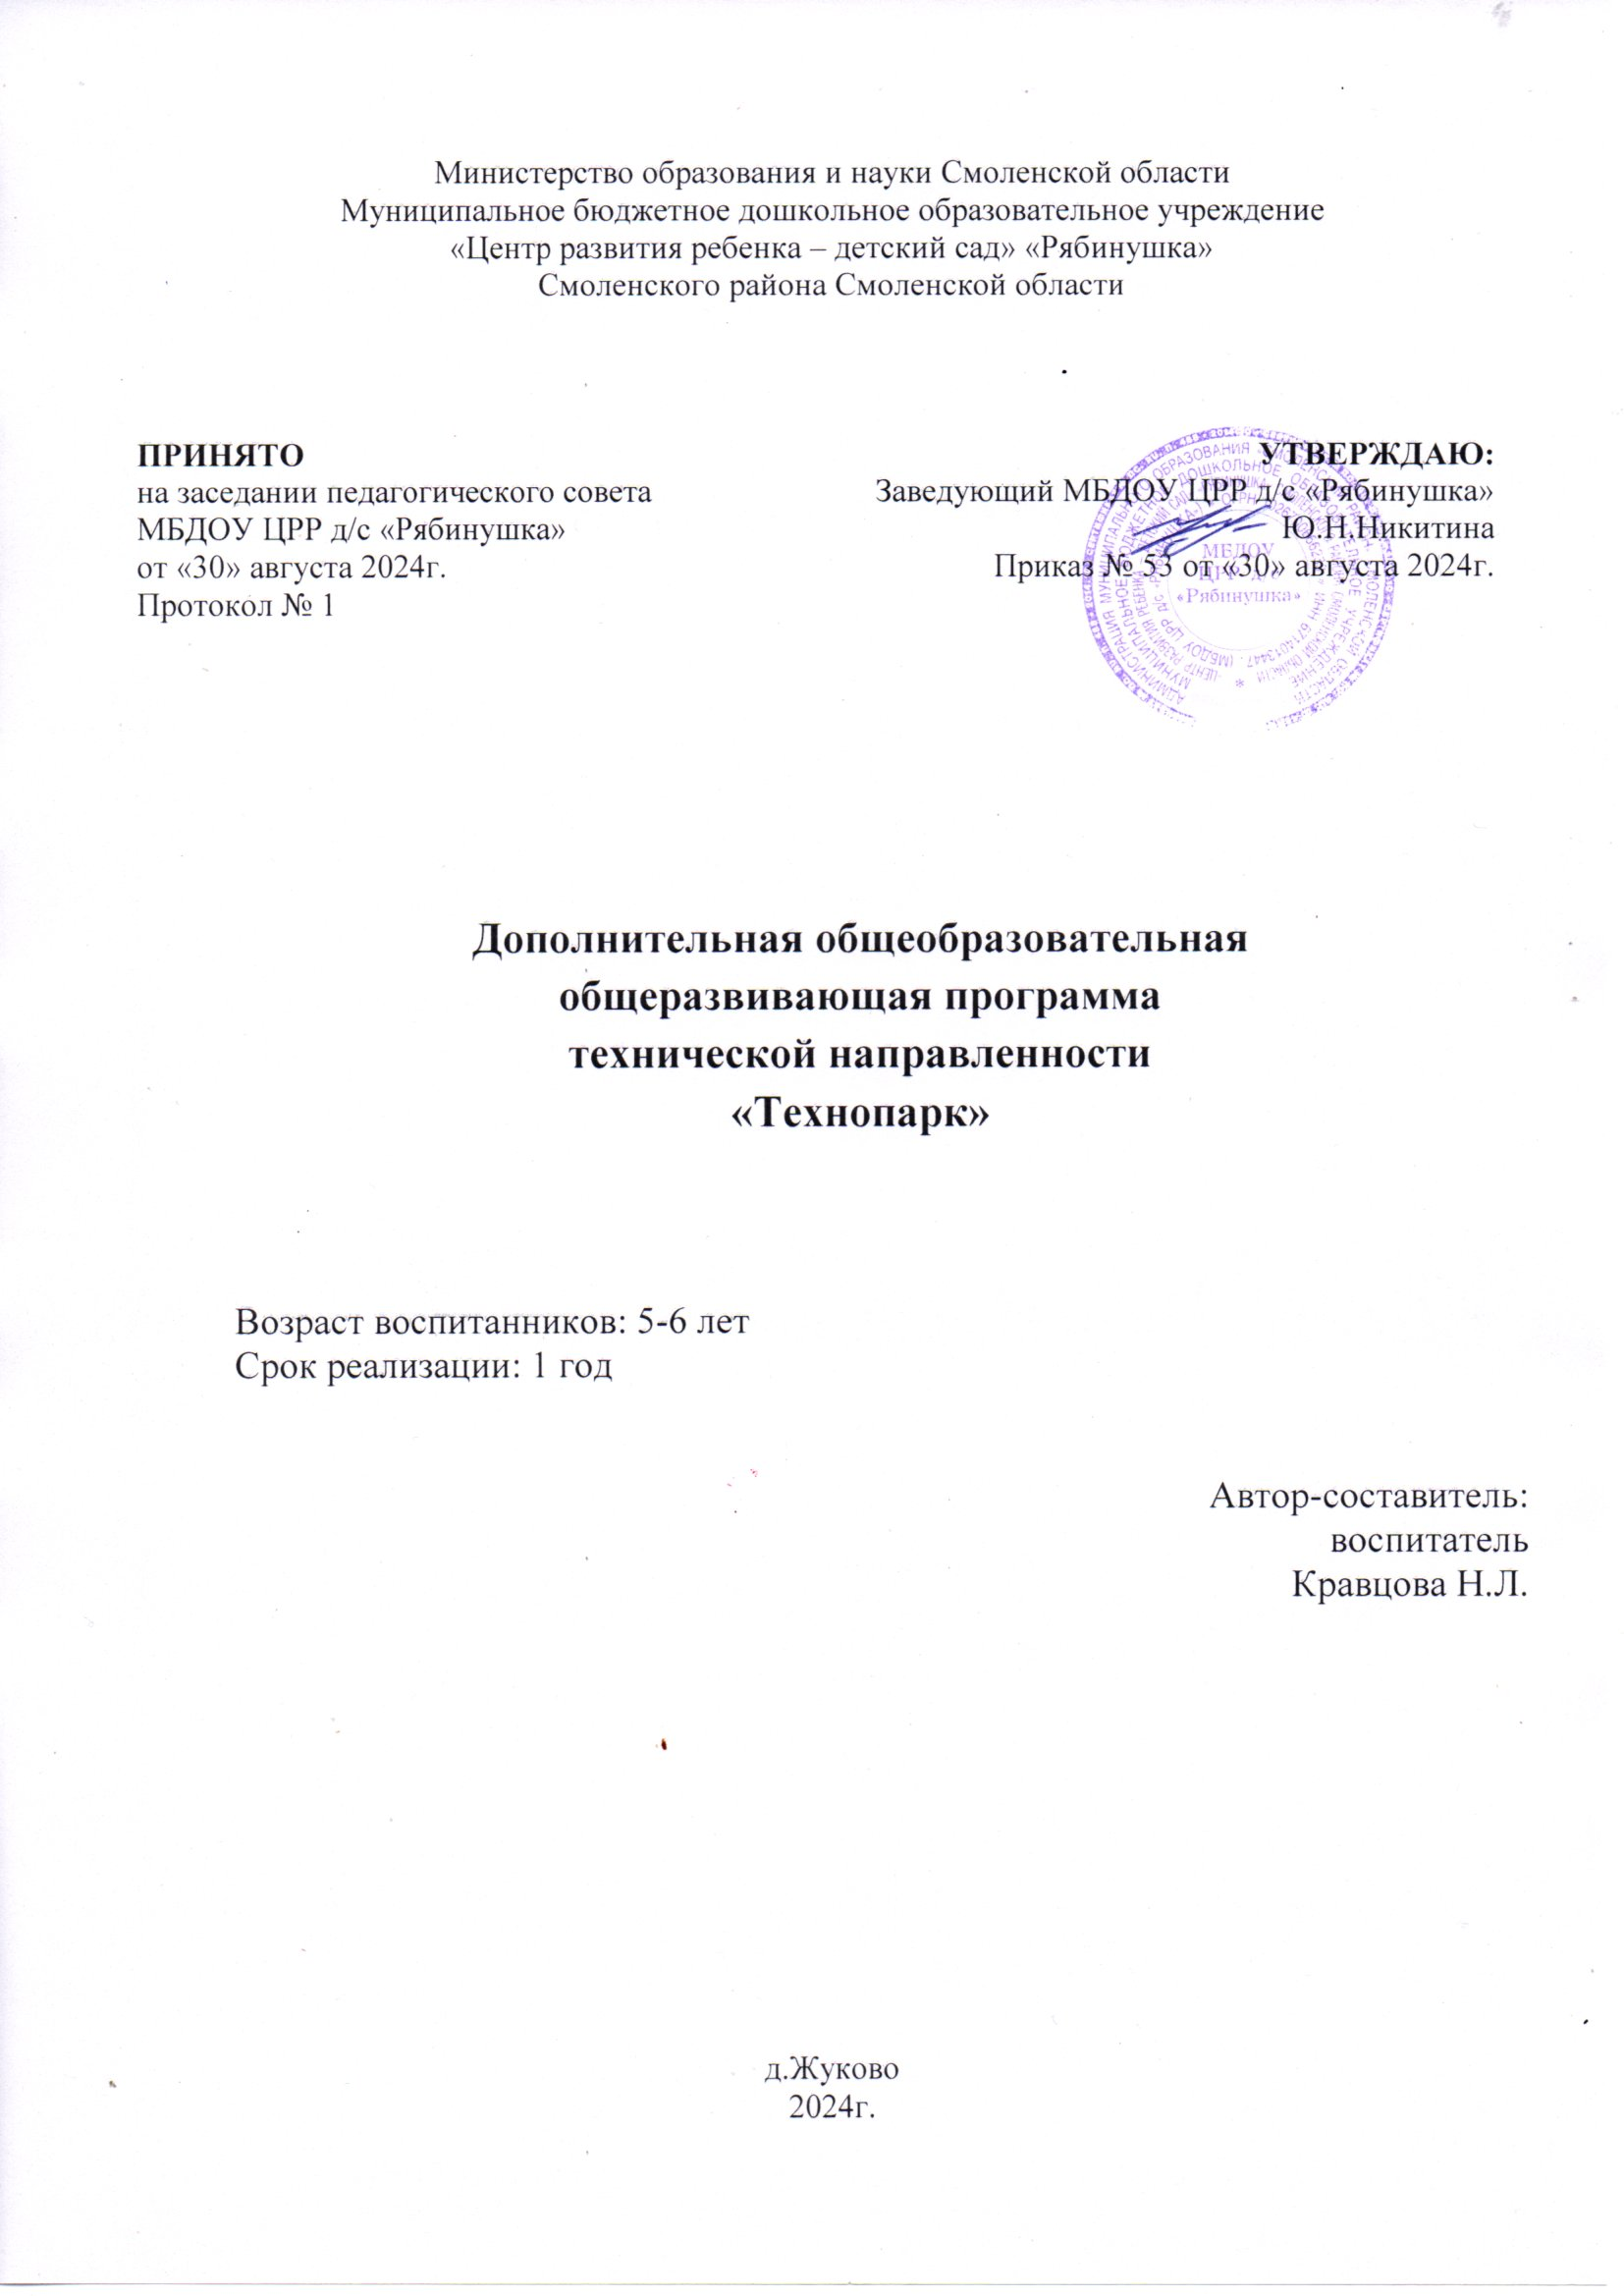 Министерство образования и науки Смоленской области
Муниципальное бюджетное дошкольное образовательное учреждение
«Центр развития ребенка – детский сад» «Рябинушка»
Смоленского района Смоленской области
ПРИНЯТО
на заседании педагогического совета
МБДОУ ЦРР д/с «Рябинушка»
от «30» августа 2024г.
Протокол № 1
УТВЕРЖДАЮ:
Заведующий МБДОУ ЦРР д/с «Рябинушка»
Ю.Н.Никитина
Приказ № 53 от «30» августа 2024г.
МБДОУ
ЦРР д/с
«Рябинушка»
Дополнительная общеобразовательная
общеразвивающая программа
технической направленности
«Технопарк»
Возраст воспитанников: 5-6 лет
Срок реализации: 1 год
Автор-составитель:
воспитатель
Кравцова Н.Л.
д.Жуково
2024г.